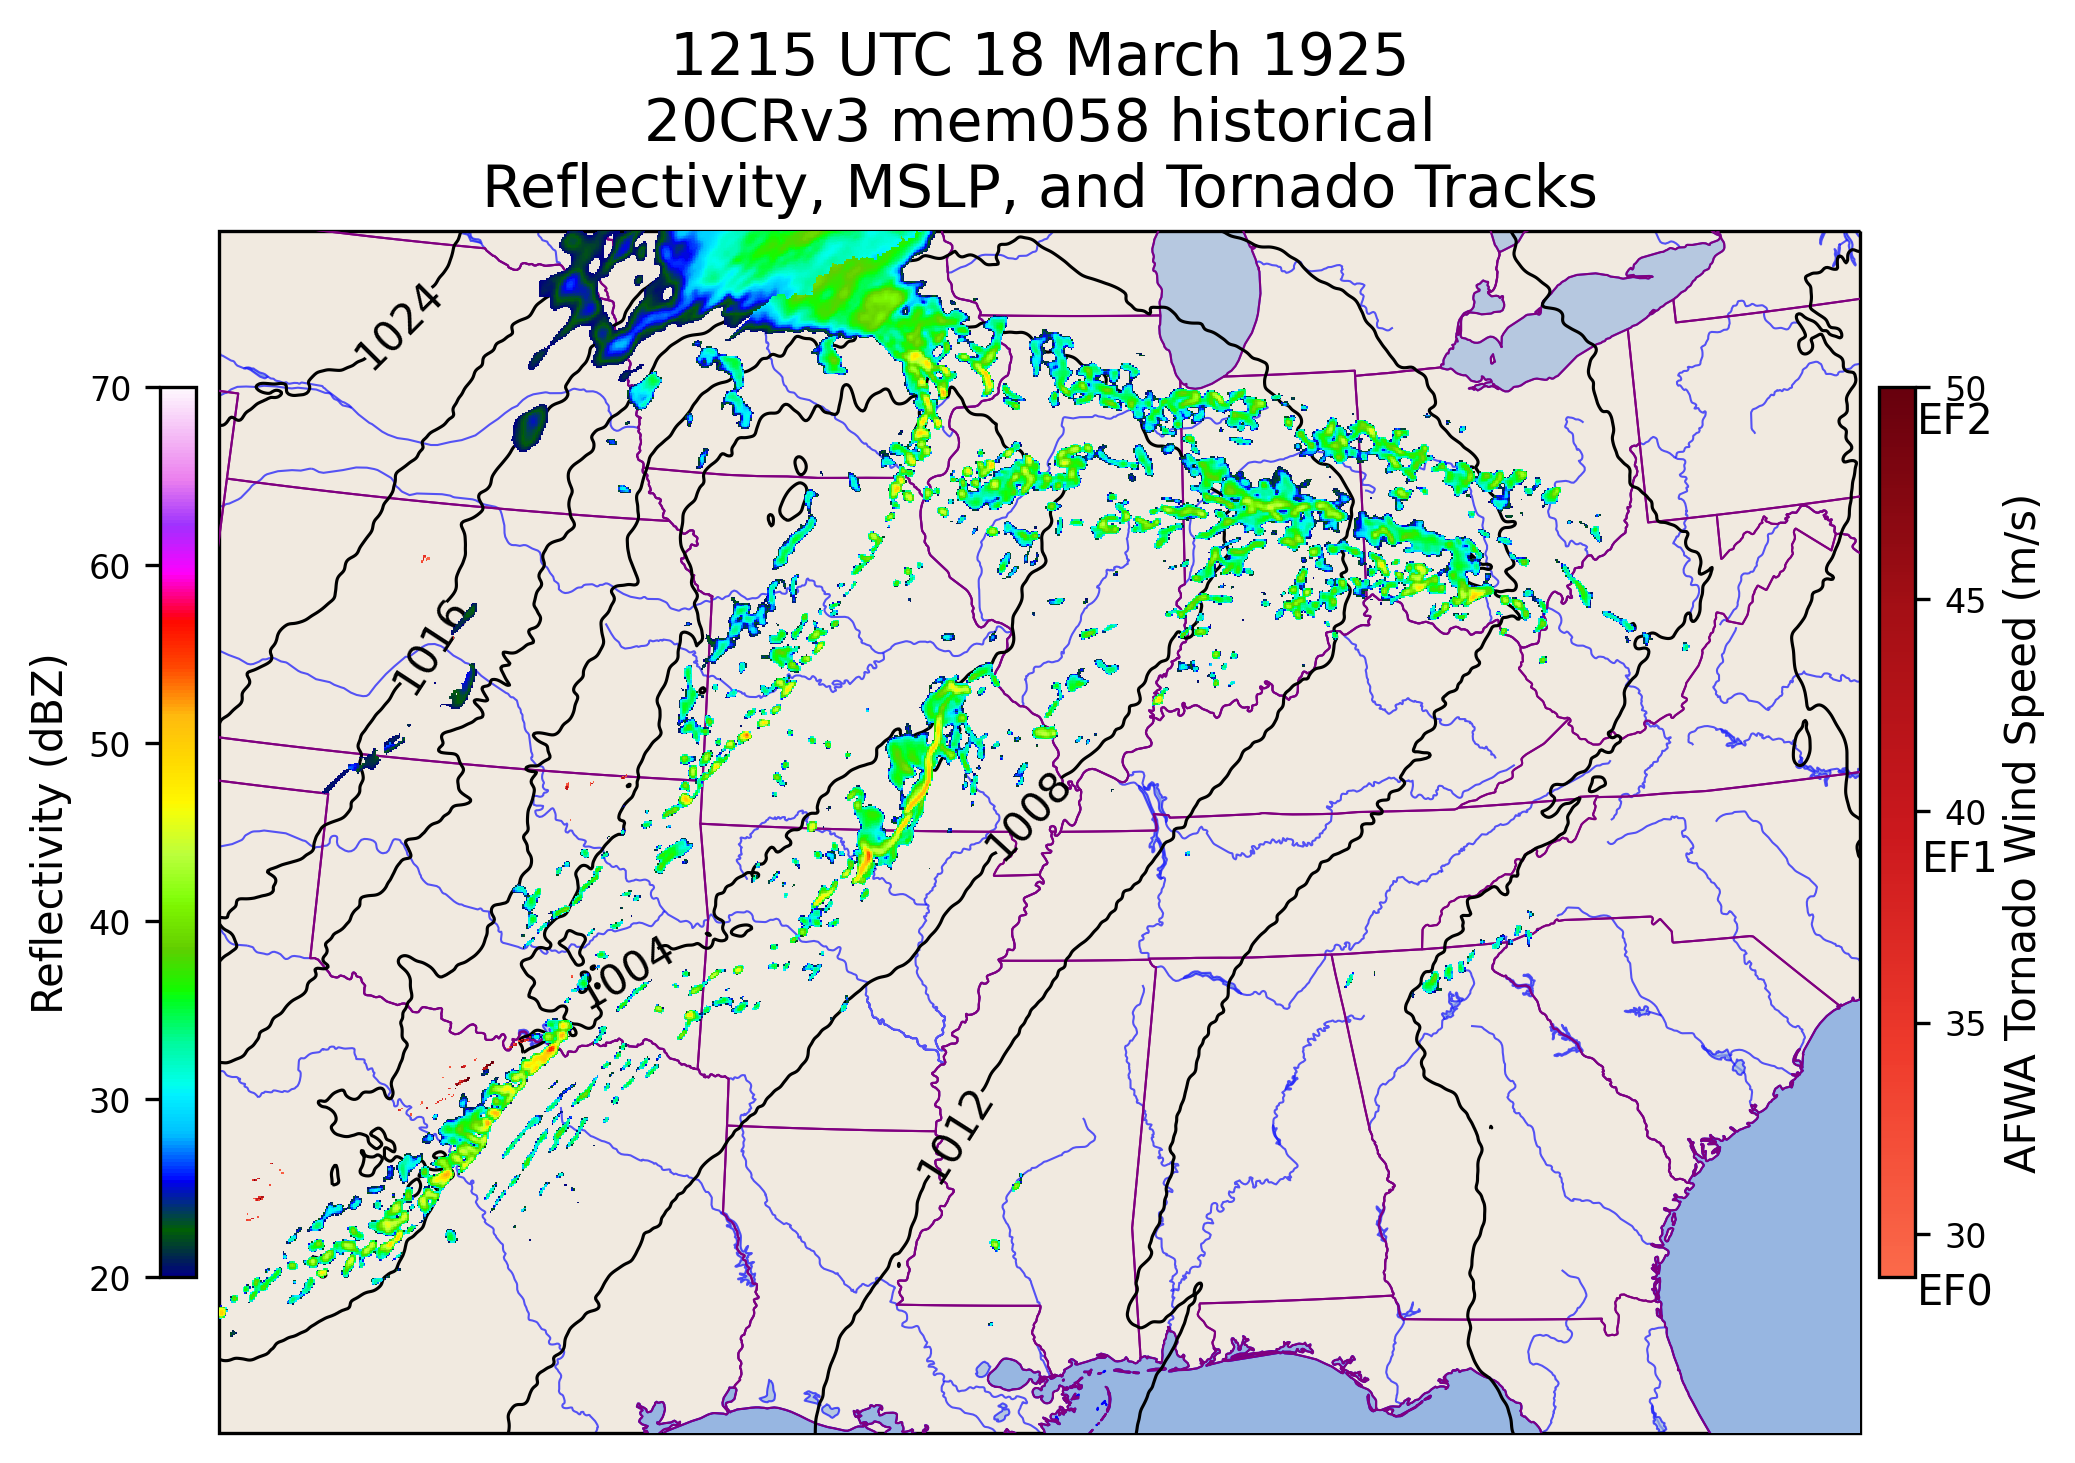 1215 UTC 18 March 1925
20CRv3 mem058 historical
Reflectivity, MSLP, and Tornado Tracks
Reflectivity (dBZ)
70
60
50
40
30
20
1024
1016
1008
1004
1012
50
EF2
45
40
EF1
35
30
EF0
AFWA Tornado Wind Speed (m/s)